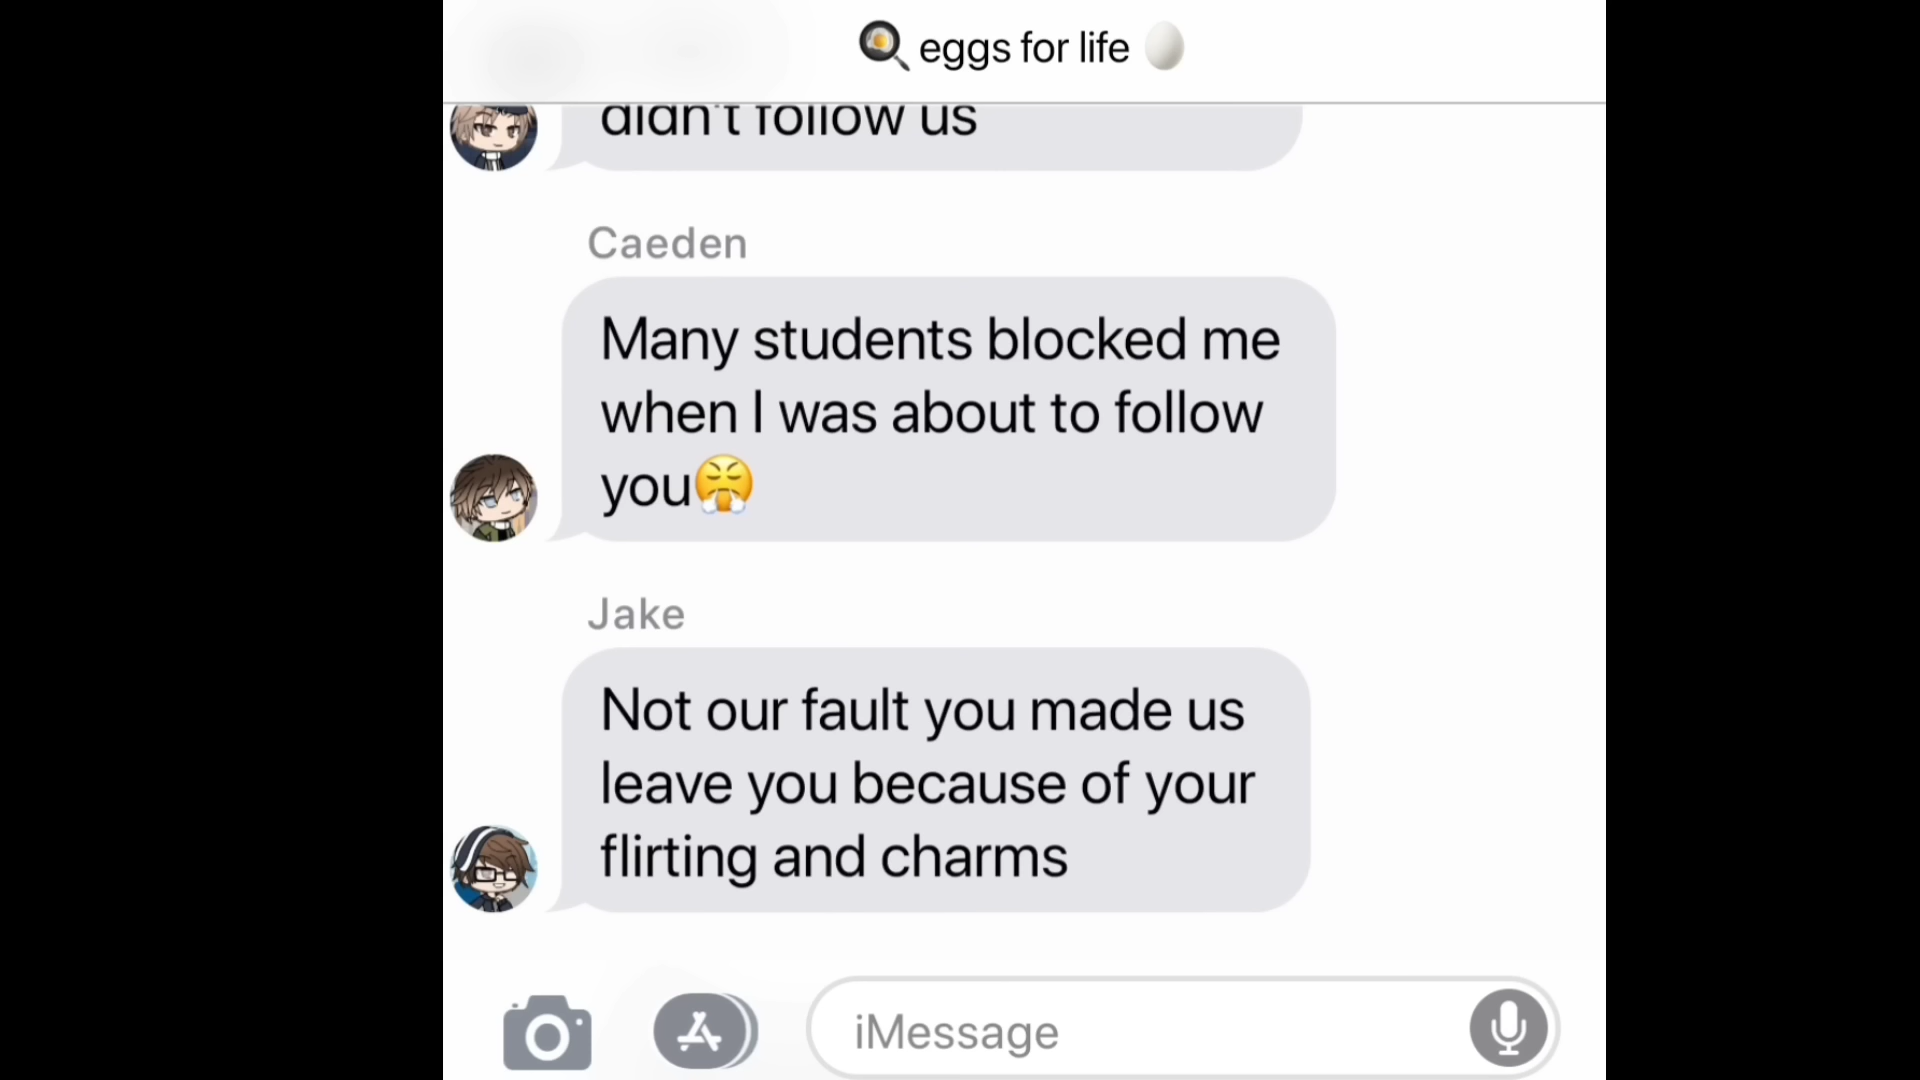 🍳 eggs for life 🥚
didn't follow us
Caeden
Many students blocked me
when I was about to follow
you😤
Jake
Not our fault you made us
leave you because of your
flirting and charms
iMessage